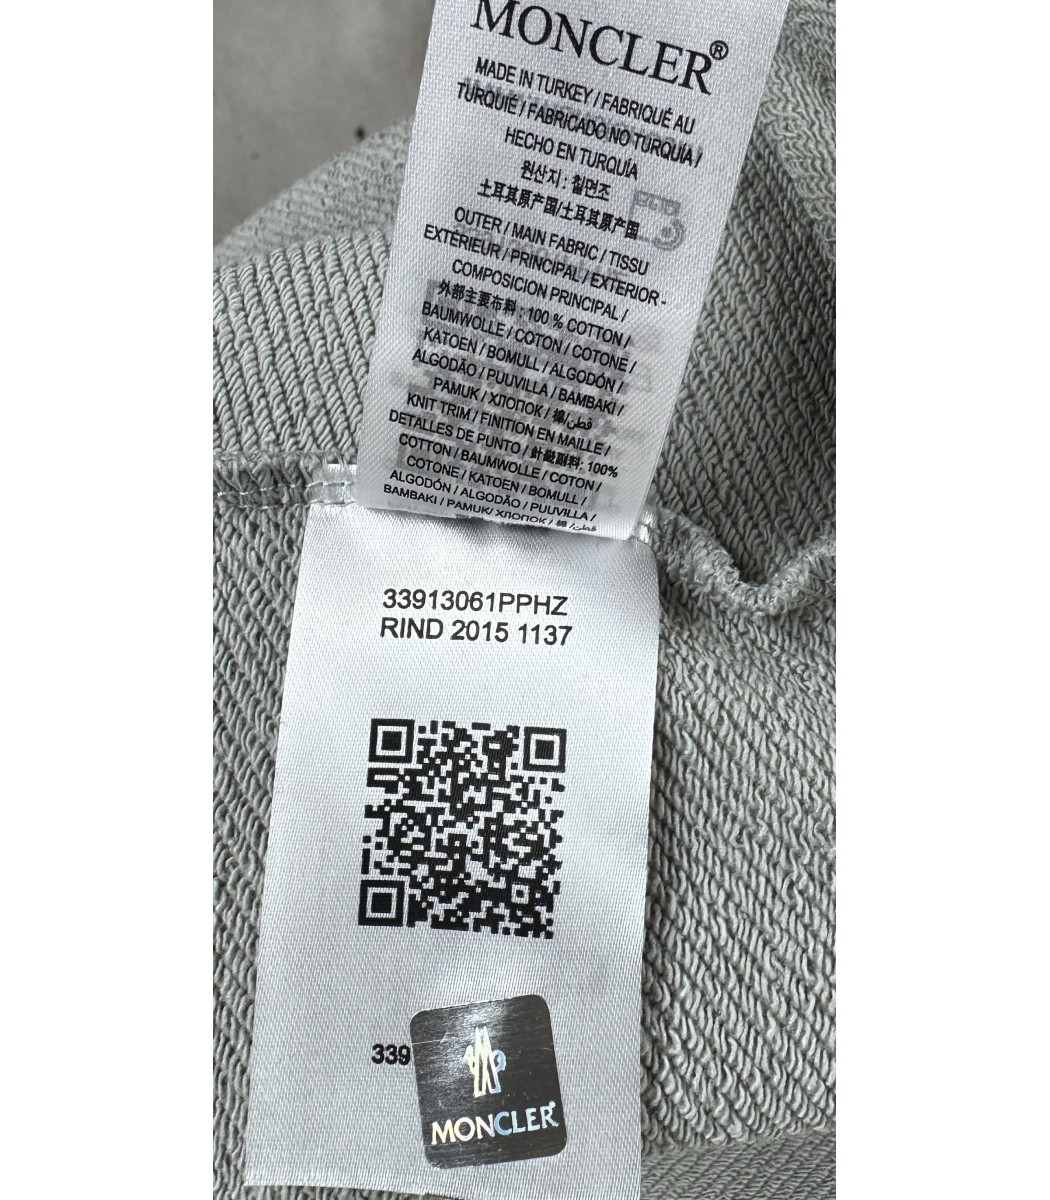 MONCLER®
MADE IN TURKEY / FABRIQUÉ AU
TURQUIÉ / FABRICADO NO TURQUÍA /
HECHO EN TURQUÍA
원산지 : 칠면조
土耳其原产国/土耳其原产国
OUTER / MAIN FABRIC / TISSU
EXTÉRIEUR / PRINCIPAL / EXTERIOR -
COMPOSICION PRINCIPAL /
外部主要布料 : 100 % COTTON /
BAUMWOLLE / COTON / COTONE /
KATOEN / BOMULL / ALGODÓN /
ALGODÃO / PUUVILLA / BAMBAKI /
PAMUK / ХЛОПОК / 棉/قطن /
KNIT TRIM / FINITION EN MAILLE /
DETALLES DE PUNTO / 針織副料: 100%
COTTON / BAUMWOLLE / COTON /
COTONE / KATOEN / BOMULL /
ALGODÓN / ALGODÃO / PUUVILLA /
BAMBAKI / PAMUK/ ХЛОПОК / 棉 /قطن
33913061PPHZ
RIND 2015 1137
339
MONCLER®